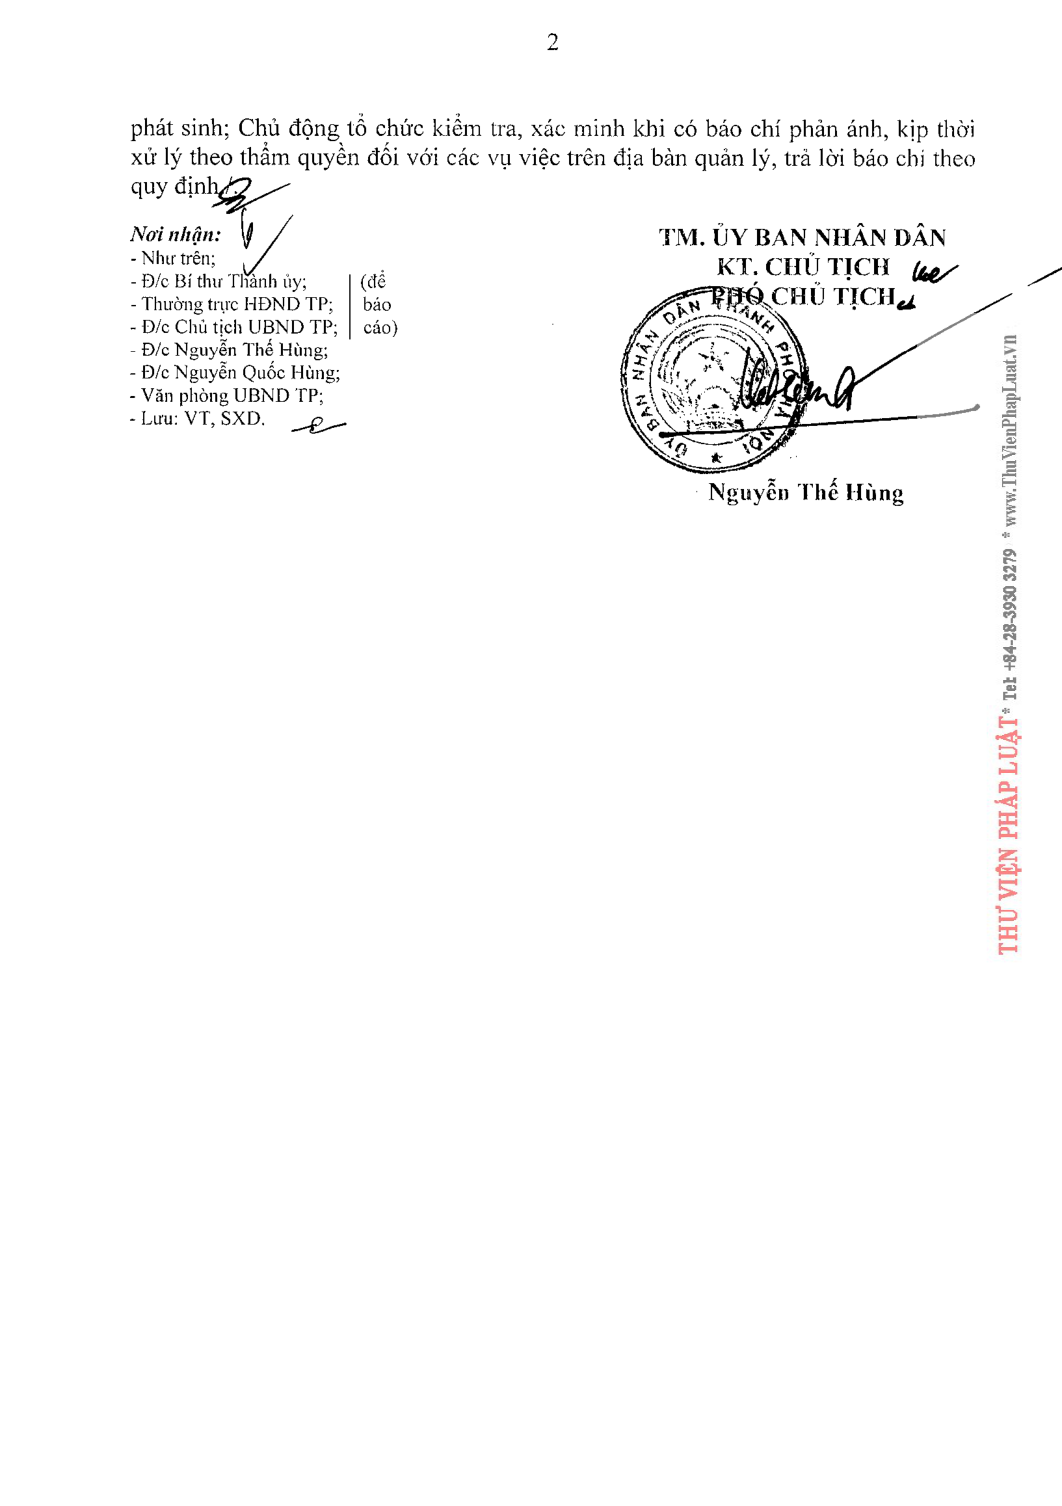 2
phát sinh; Chủ động tổ chức kiểm tra, xác minh khi có báo chí phản ánh, kịp thời
xử lý theo thẩm quyền đối với các vụ việc trên địa bàn quản lý, trả lời báo chí theo
quy định./.
Nơi nhận:
- Như trên;
- Đ/c Bí thư Thành ủy; (để
- Thường trực HĐND TP; báo
- Đ/c Chủ tịch UBND TP; cáo)
- Đ/c Nguyễn Thế Hùng;
- Đ/c Nguyễn Quốc Hùng;
- Văn phòng UBND TP;
- Lưu: VT, SXD.
TM. ỦY BAN NHÂN DÂN
KT. CHỦ TỊCH
PHÓ CHỦ TỊCH
ỦY BAN NHÂN DÂN THÀNH PHỐ HÀ NỘI
Nguyễn Thế Hùng
THƯ VIỆN PHÁP LUẬT * Tel: +84-28-3930 3279 * www.ThuVienPhapLuat.vn